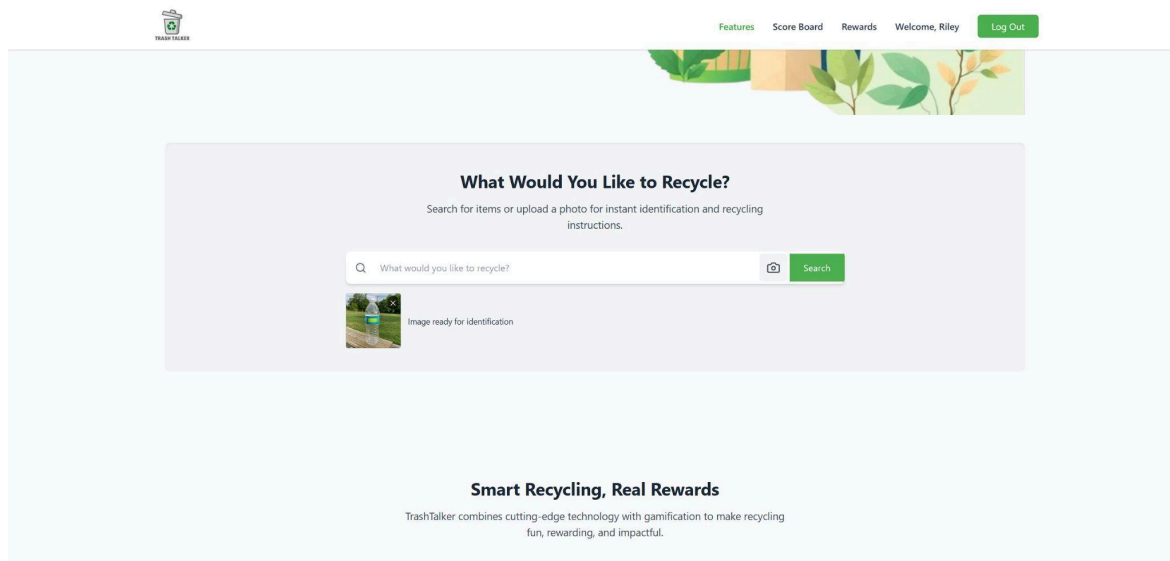 TRASH TALKER
Features
Score Board
Rewards
Welcome, Riley
Log Out
What Would You Like to Recycle?
Search for items or upload a photo for instant identification and recycling
instructions.
What would you like to recycle?
Search
Image ready for identification
Smart Recycling, Real Rewards
TrashTalker combines cutting-edge technology with gamification to make recycling
fun, rewarding, and impactful.